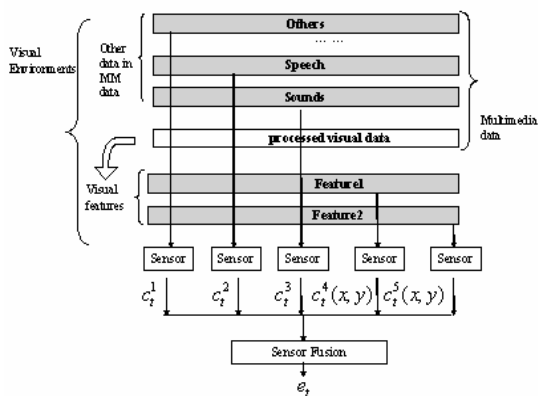 Others
... ...
Visual Environments
Other data in MM data
Speech
Sounds
Multimedia data
processed visual data
Visual features
Feature1
Feature2
Sensor Sensor Sensor Sensor Sensor
c_t^1 c_t^2 c_t^3 c_t^4(x, y) c_t^5(x, y)
Sensor Fusion
e_t